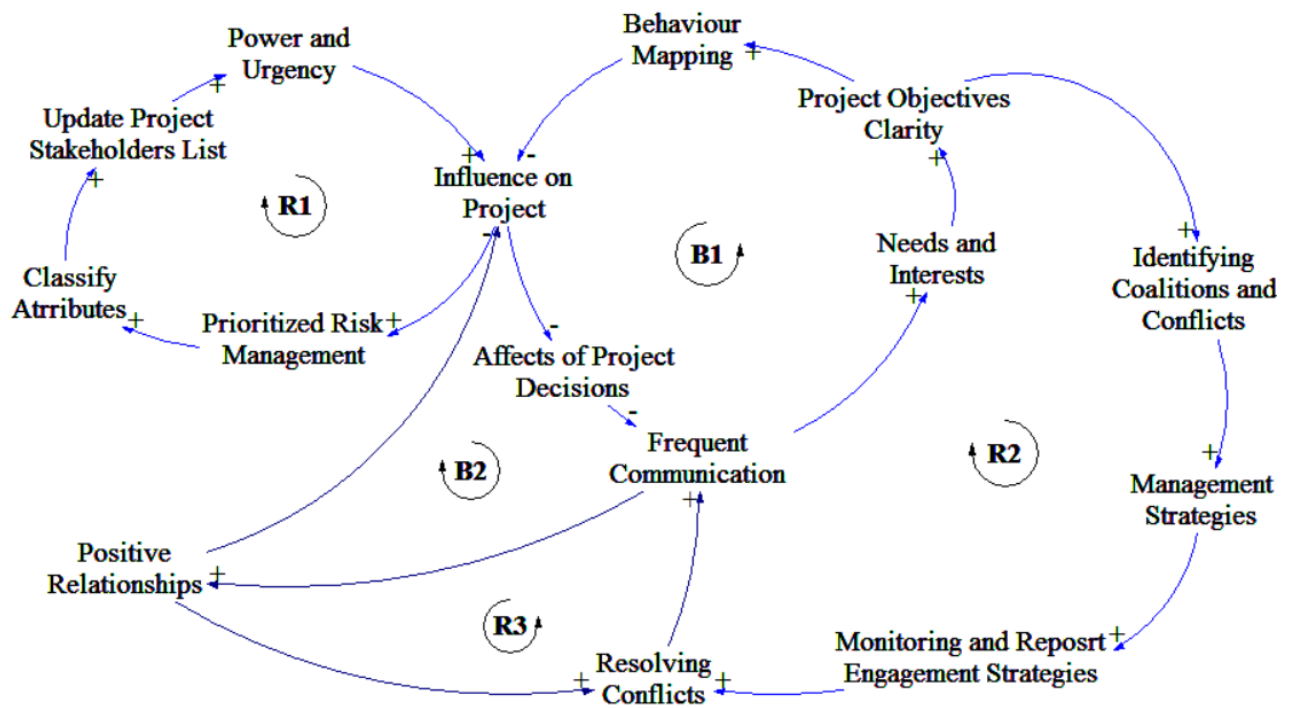 Behaviour
Mapping
+
Power and
Urgency
+
Project Objectives
Clarity
+
Update Project
Stakeholders List
+
+
-
Influence on
Project
-
R1
B1
Needs and
Interests
+
+
Identifying
Coalitions and
Conflicts
Classify
Atrributes
+
Prioritized Risk
Management
+
-
Affects of Project
Decisions
-
Frequent
Communication
+
B2
R2
+
Management
Strategies
Positive
Relationships
+
R3
Resolving
Conflicts
+
+
Monitoring and Reposrt
Engagement Strategies
+